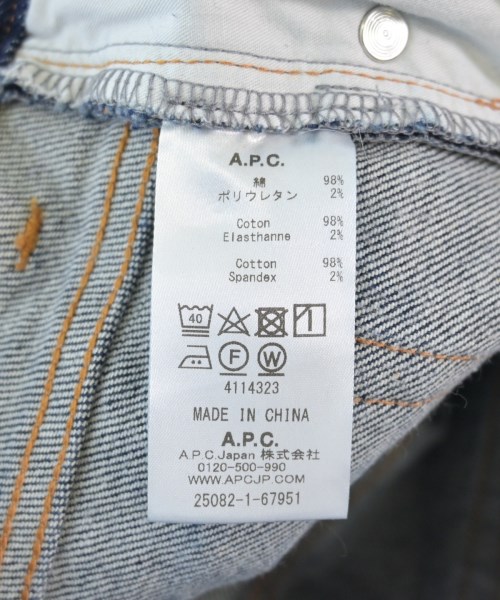 A.P.C.
綿 98%
ポリウレタン 2%
Coton 98%
Elasthanne 2%
Cotton 98%
Spandex 2%
40
F W
4114323
MADE IN CHINA
A.P.C.
A.P.C.Japan 株式会社
0120-500-990
WWW.APCJP.COM
25082-1-67951